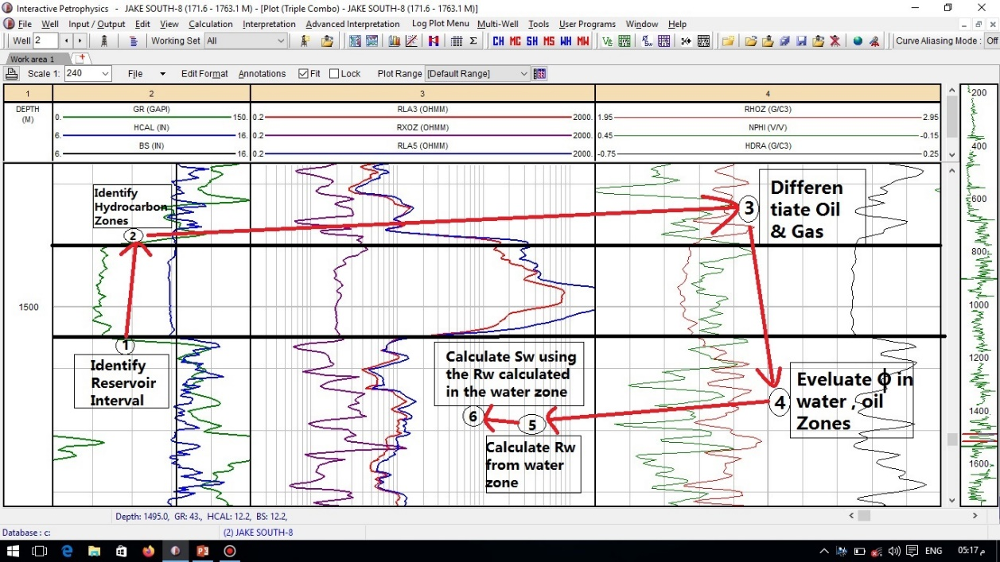 Interactive Petrophysics - JAKE SOUTH-8 (171.6 - 1763.1 M) - [Plot (Triple Combo) - JAKE SOUTH-8 (171.6 - 1763.1 M)]
File Well Input / Output Edit View Calculation Interpretation Advanced Interpretation Log Plot Menu Multi-Well Tools User Programs Window Help
Well 2 Working Set All CH MC SH MS WH MW Curve Aliasing Mode : Off
Work area 1
Scale 1: 240 File Edit Format Annotations Fit Lock Plot Range [Default Range]
1 2 3 4
DEPTH
(M)
GR (GAPI)
0. 150.
HCAL (IN)
6. 16.
BS (IN)
6. 16.
RLA3 (OHMM)
0.2 2000.
RXOZ (OHMM)
0.2 2000.
RLA5 (OHMM)
0.2 2000.
RHOZ (G/C3)
1.95 2.95
NPHI (V/V)
0.45 -0.15
HDRA (G/C3)
-0.75 0.25
200
400
600
800
1000
1200
1400
1600
Identify
Hydrocarbon
Zones
2
3
Differen
tiate Oil
& Gas
1500
1
Identify
Reservoir
Interval
Calculate Sw using
the Rw calculated
in the water zone
6
5
Calculate Rw
from water
zone
4
Eveluate ϕ in
water , oil
Zones
Depth: 1495.0, GR: 43., HCAL: 12.2, BS: 12.2,
Database : c: (2) JAKE SOUTH-8
ENG 05:17 م